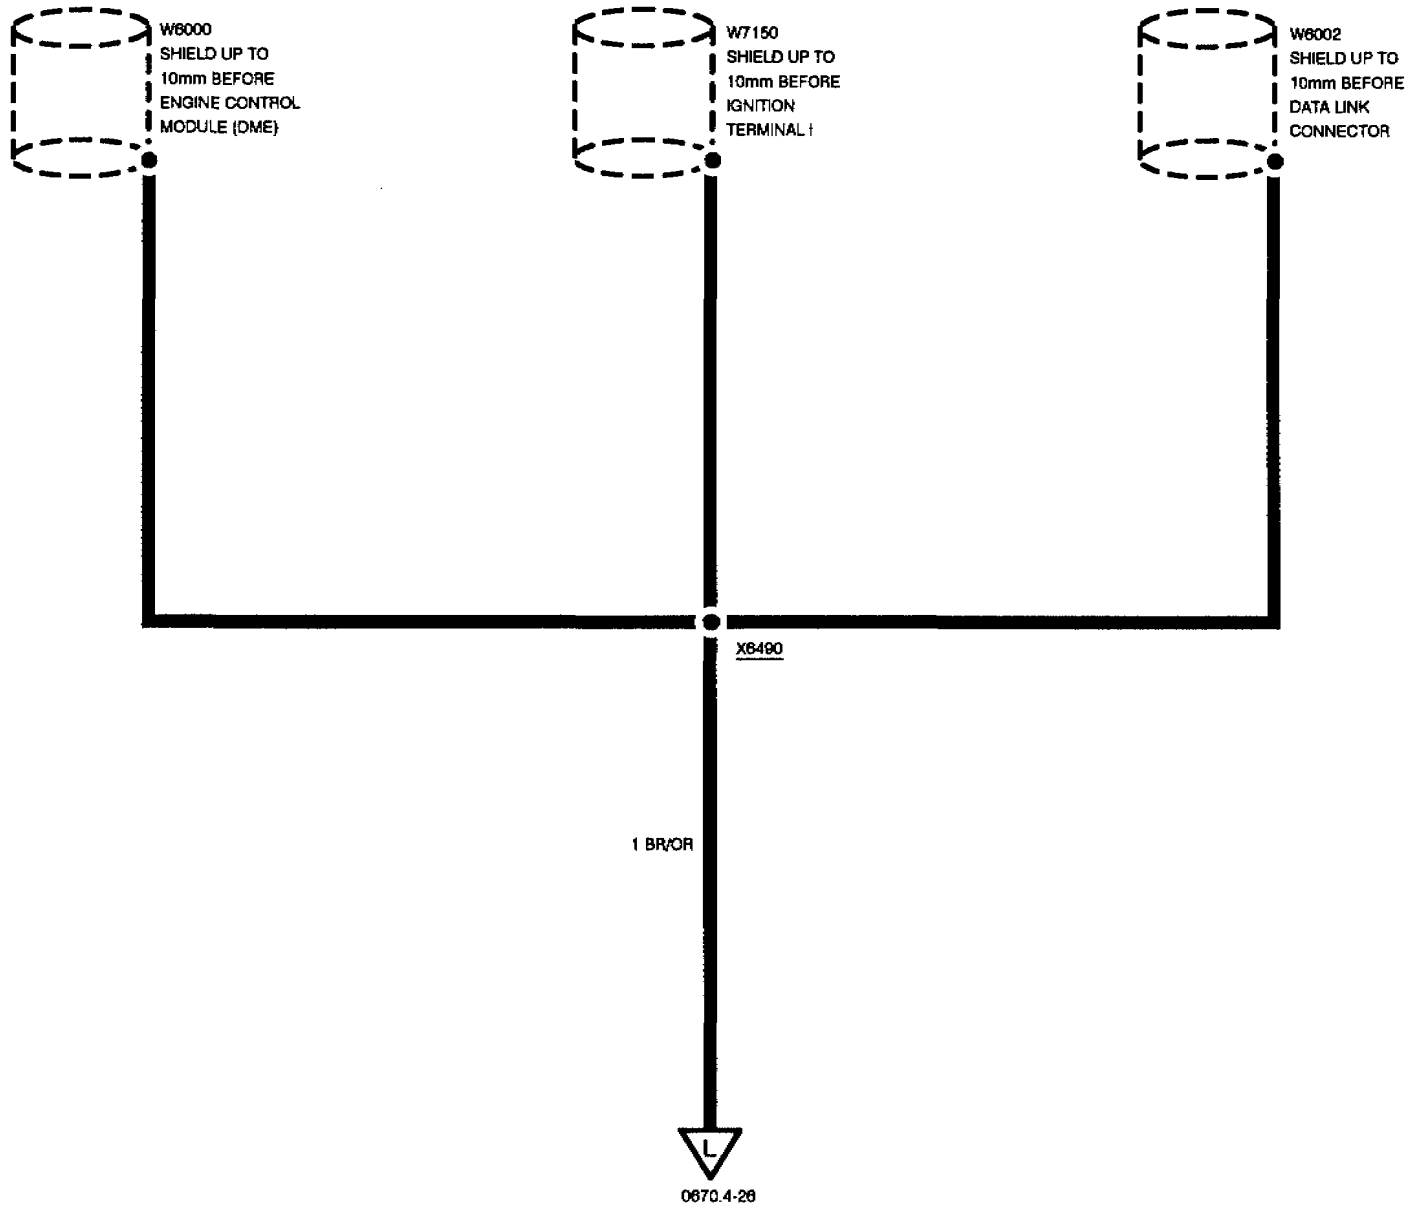 W6000
SHIELD UP TO
10mm BEFORE
ENGINE CONTROL
MODULE (DME)
W7150
SHIELD UP TO
10mm BEFORE
IGNITION
TERMINAL I
W6002
SHIELD UP TO
10mm BEFORE
DATA LINK
CONNECTOR
X6490
1 BR/OR
L
0670.4-26